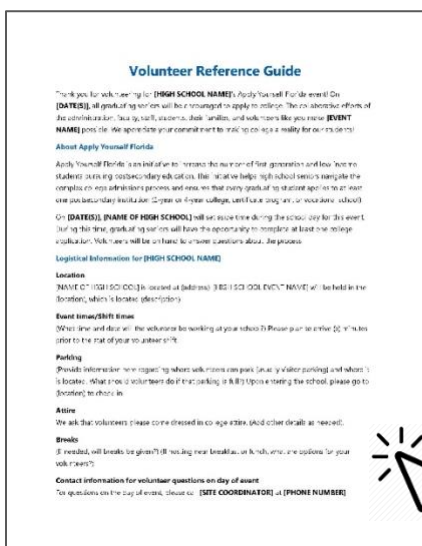 Volunteer Reference Guide
Thank you for volunteering for [HIGH SCHOOL NAME]'s Apply Yourself Florida event! On
[DATE(S)], all graduating seniors will be encouraged to apply to college. The collaborative efforts of
the administration, faculty, staff, students, their families, and volunteers like you make [EVENT
NAME] possible. We appreciate your commitment to making college a reality for our students!
About Apply Yourself Florida
Apply Yourself Florida is an initiative to increase the number of first generation and low income
students pursuing postsecondary education. This initiative helps high school seniors navigate the
complex college admissions process and ensures that every graduating student applies to at least
one postsecondary institution (2-year or 4-year college, certificate program, or vocational school).
On [DATE(S)], [NAME OF HIGH SCHOOL] will set aside time during the school day for this event.
During this time, graduating seniors will have the opportunity to complete at least one college
application. Volunteers will be on hand to answer questions about the process.
Logistical Information for [HIGH SCHOOL NAME]
Location
[NAME OF HIGH SCHOOL] is located at (address). [HIGH SCHOOL EVENT NAME] will be held in the
(location), which is located (description).
Event times/Shift times
(What time and date will the volunteer be working at your school?) Please plan to arrive (x) minutes
prior to the start of your volunteer shift.
Parking
(Provide information here regarding where volunteers can park (usually visitor parking) and where it
is located. What should volunteers do if that parking is full?) Upon entering the school, please go to
(location) to check in.
Attire
We ask that volunteers please come dressed in college attire. (Add other details as needed).
Breaks
(If needed, will breaks be given?) (If hosting near breakfast or lunch, what are options for your
volunteers?)
Contact information for volunteer questions on day of event
For questions on the day of event, please call [SITE COORDINATOR] at [PHONE NUMBER]